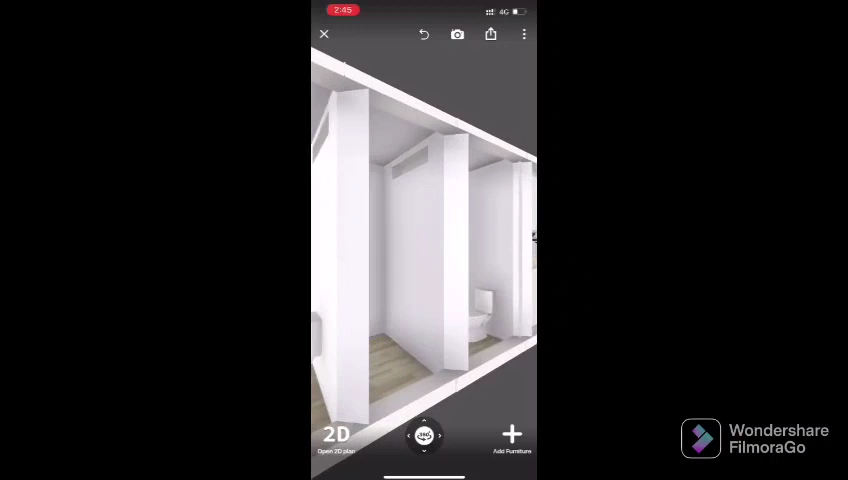 2:45
4G
2D
Open 2D plan
Add Furniture
Wondershare
FilmoraGo